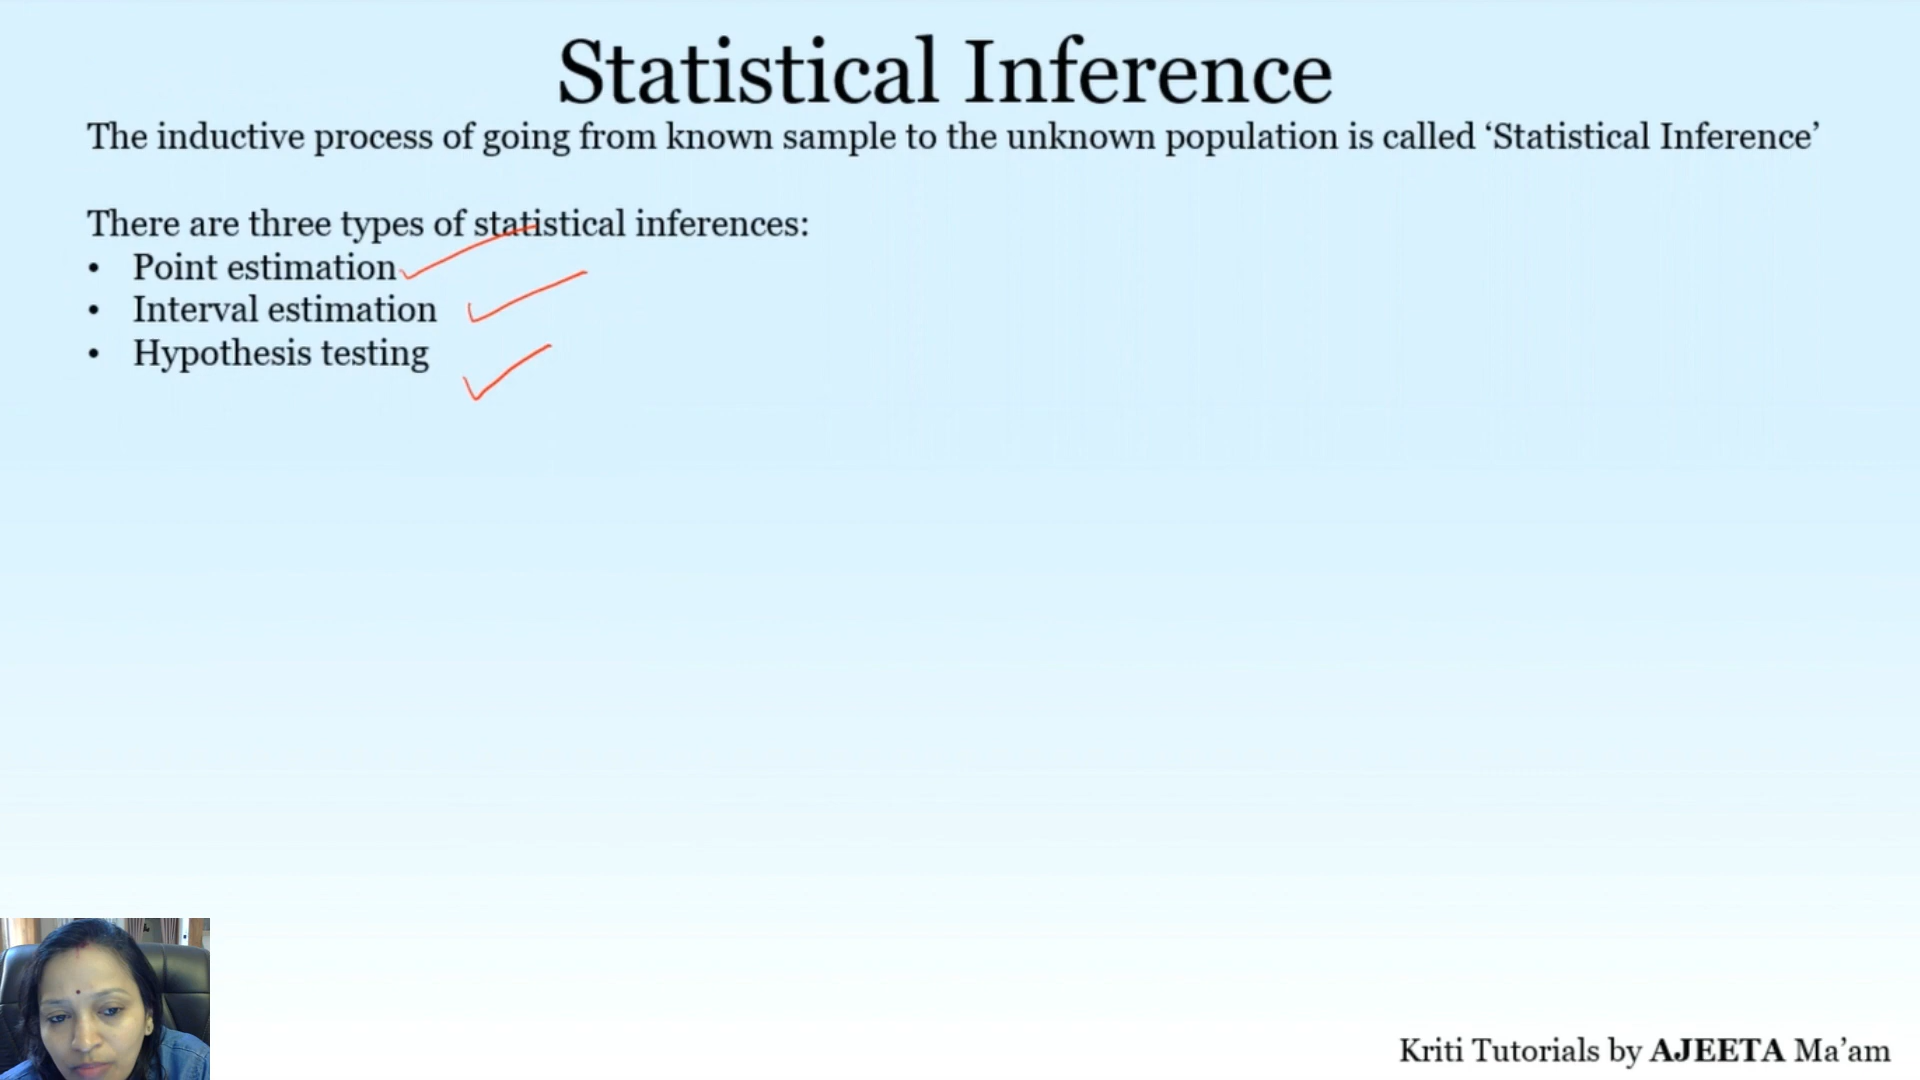 Statistical Inference
The inductive process of going from known sample to the unknown population is called ‘Statistical Inference’
There are three types of statistical inferences:
• Point estimation
• Interval estimation
• Hypothesis testing
Kriti Tutorials by AJEETA Ma’am